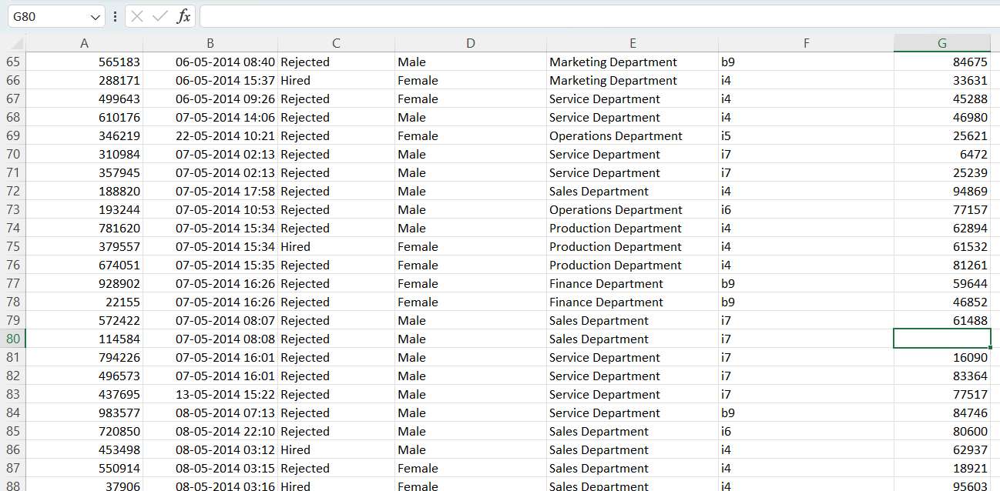 G80 fx
A B C D E F G
65 565183 06-05-2014 08:40 Rejected Male Marketing Department b9 84675
66 288171 06-05-2014 15:37 Hired Female Marketing Department i4 33631
67 499643 06-05-2014 09:26 Rejected Female Service Department i4 45288
68 610176 07-05-2014 14:06 Rejected Male Service Department i4 46980
69 346219 22-05-2014 10:21 Rejected Female Operations Department i5 25621
70 310984 07-05-2014 02:13 Rejected Male Service Department i7 6472
71 357945 07-05-2014 02:13 Rejected Male Service Department i7 25239
72 188820 07-05-2014 17:58 Rejected Male Sales Department i4 94869
73 193244 07-05-2014 10:53 Rejected Male Operations Department i6 77157
74 781620 07-05-2014 15:34 Rejected Male Production Department i4 62894
75 379557 07-05-2014 15:34 Hired Female Production Department i4 61532
76 674051 07-05-2014 15:35 Rejected Female Production Department i4 81261
77 928902 07-05-2014 16:26 Rejected Female Finance Department b9 59644
78 22155 07-05-2014 16:26 Rejected Female Finance Department b9 46852
79 572422 07-05-2014 08:07 Rejected Male Sales Department i7 61488
80 114584 07-05-2014 08:08 Rejected Male Sales Department i7
81 794226 07-05-2014 16:01 Rejected Male Service Department i7 16090
82 496573 07-05-2014 16:01 Rejected Male Service Department i7 83364
83 437695 13-05-2014 15:22 Rejected Male Service Department i7 77517
84 983577 08-05-2014 07:13 Rejected Male Service Department b9 84746
85 720850 08-05-2014 22:10 Rejected Male Sales Department i6 80600
86 453498 08-05-2014 03:12 Hired Male Sales Department i4 62937
87 550914 08-05-2014 03:15 Rejected Female Sales Department i4 18921
88 37906 08-05-2014 03:16 Hired Female Sales Department i4 95603